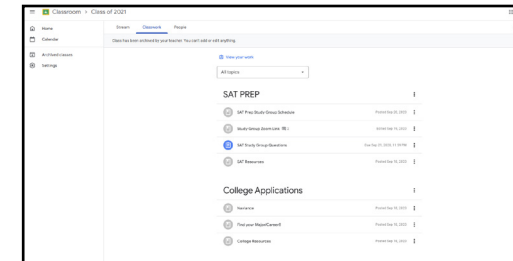 Classroom > Class of 2021
Home
Calendar
Archived classes
Settings
Stream Classwork People
Class has been archived by your teacher. You can't add or edit anything.
View your work
All topics
SAT PREP
SAT Prep Study Group Schedule
Study Group Zoom Link
SAT Study Group Questions
SAT Resources Posted Sep
College Applications
Naviance
Find your Major/Career!!
College Resources